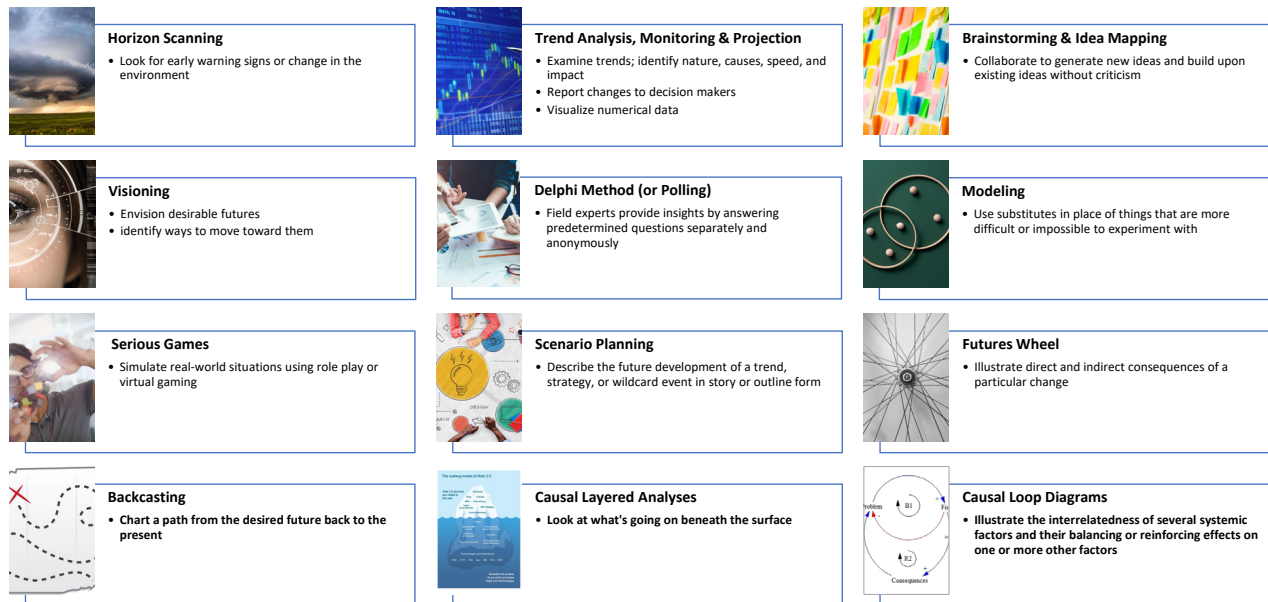 Horizon Scanning
• Look for early warning signs or change in the
environment
Trend Analysis, Monitoring & Projection
• Examine trends; identify nature, causes, speed, and
impact
• Report changes to decision makers
• Visualize numerical data
Brainstorming & Idea Mapping
• Collaborate to generate new ideas and build upon
existing ideas without criticism
Visioning
• Envision desirable futures
• identify ways to move toward them
Delphi Method (or Polling)
• Field experts provide insights by answering
predetermined questions separately and
anonymously
Modeling
• Use substitutes in place of things that are more
difficult or impossible to experiment with
Serious Games
• Simulate real-world situations using role play or
virtual gaming
Scenario Planning
• Describe the future development of a trend,
strategy, or wildcard event in story or outline form
DESIGN
Futures Wheel
• Illustrate direct and indirect consequences of a
particular change
Backcasting
• Chart a path from the desired future back to the
present
Causal Layered Analyses
• Look at what's going on beneath the surface
Causal Loop Diagrams
• Illustrate the interrelatedness of several systemic
factors and their balancing or reinforcing effects on
one or more other factors
B1
R2
Consequences